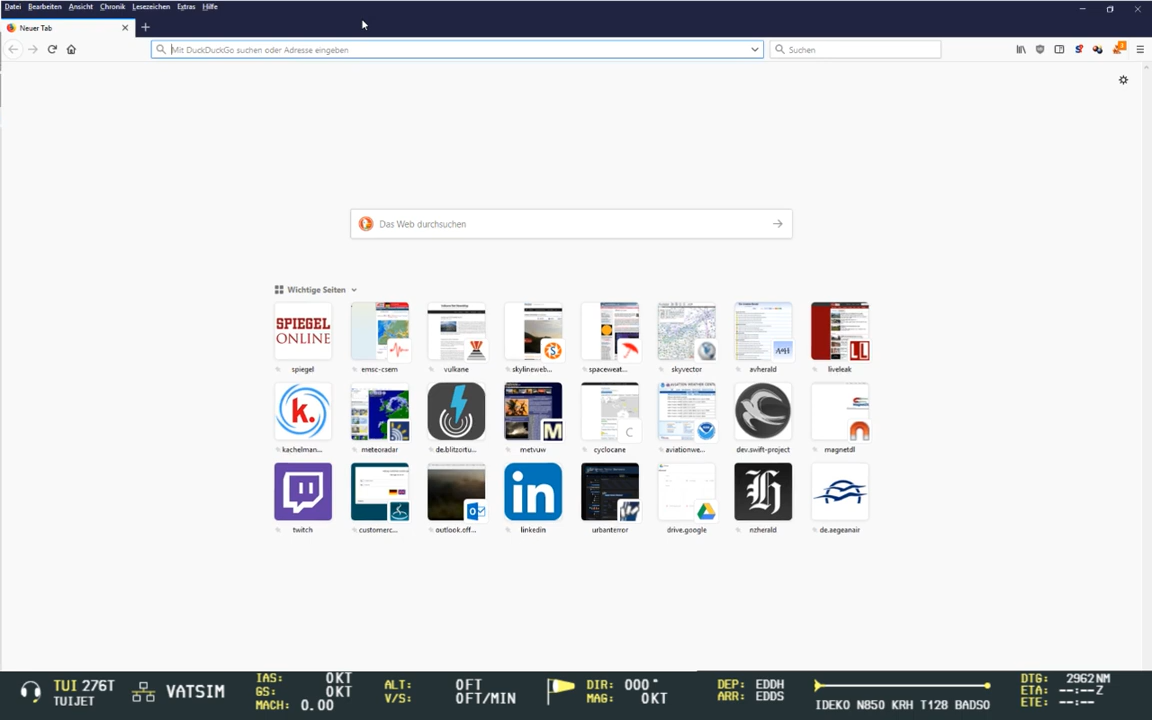 Datei Bearbeiten Ansicht Chronik Lesezeichen Extras Hilfe
Neuer Tab
Mit DuckDuckGo suchen oder Adresse eingeben
Suchen
Das Web durchsuchen
Wichtige Seiten
SPIEGEL
ONLINE
spiegel emsc-csem vulkane skylineweb... spaceweat... skyvector avherald liveleak
k.
kachelman... meteoradar de.blitzortu... metvuw cyclocane aviationwe... dev.swift-project magnetdl
twitch customerc... outlook.off... linkedin urbanterror drive.google nzherald de.aegeanair
TUI 276T
TUIJET
VATSIM
IAS: 0KT
GS: 0KT
MACH: 0.00
ALT: 0FT
V/S: 0FT/MIN
DIR: 000°
MAG: 0KT
DEP: EDDH
ARR: EDDS
IDEKO N850 KRH T128 BADSO
DTG: 2962NM
ETA: --:--Z
ETE: --:--